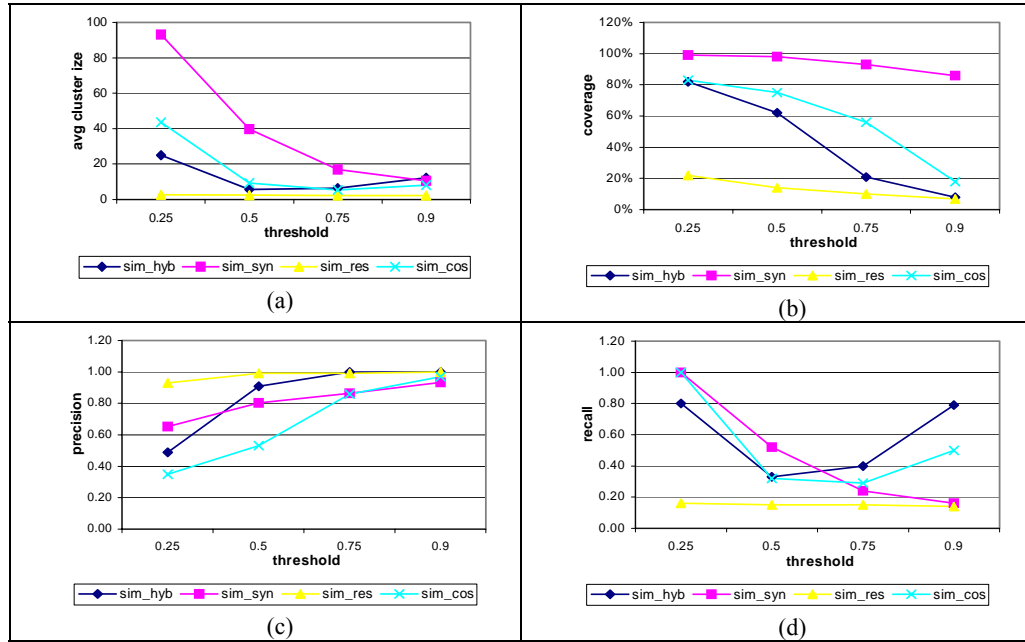 100
80
60
40
20
0
avg cluster ize
0.25 0.5 0.75 0.9
threshold
sim_hyb sim_syn sim_res sim_cos
(a)
120%
100%
80%
60%
40%
20%
0%
coverage
0.25 0.5 0.75 0.9
threshold
sim_hyb sim_syn sim_res sim_cos
(b)
1.20
1.00
0.80
0.60
0.40
0.20
0.00
precision
0.25 0.5 0.75 0.9
threshold
sim_hyb sim_syn sim_res sim_cos
(c)
1.20
1.00
0.80
0.60
0.40
0.20
0.00
recall
0.25 0.5 0.75 0.9
threshold
sim_hyb sim_syn sim_res sim_cos
(d)